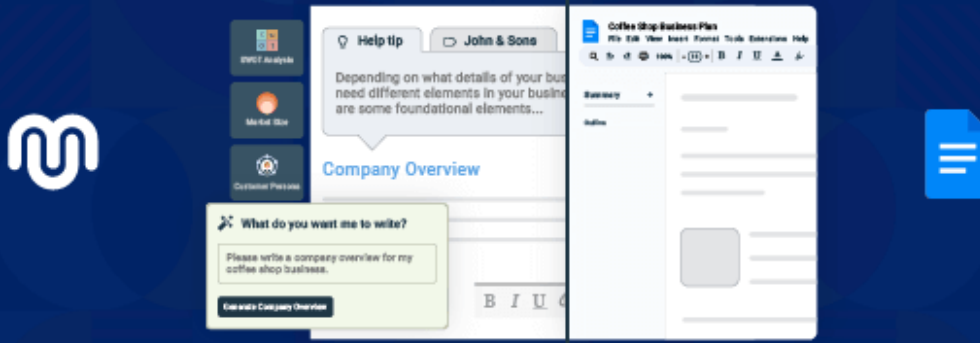 SWOT Analysis
Market Size
Customer Persona
Help tip
John & Sons
Depending on what details of your bus
need different elements in your busine
are some foundational elements...
Company Overview
What do you want me to write?
Please write a company overview for my
coffee shop business.
Generate Company Overview
B I U
Coffee Shop Business Plan
File Edit View Insert Format Tools Extensions Help
100% - 11 + B I U A
Summary +
Outline